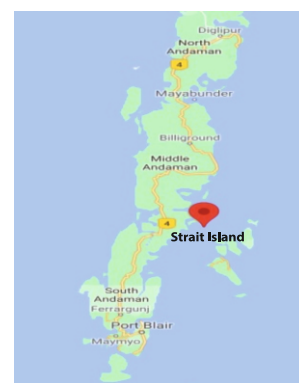 Diglipur
North
Andaman
4
Mayabunder
Billiground
Middle
Andaman
4
Strait Island
South
Andaman
Ferrargunj
Port Blair
Maymyo